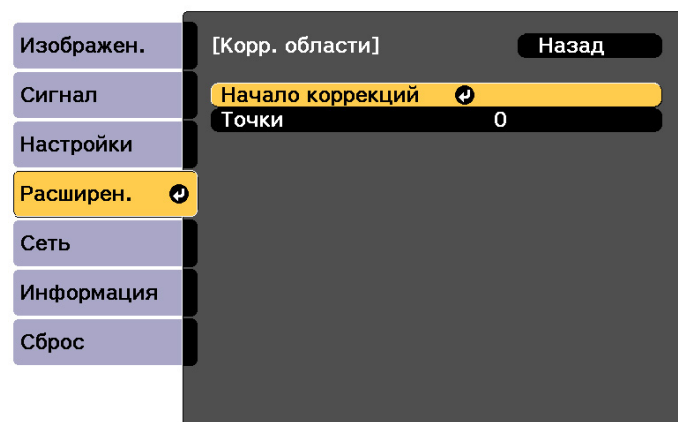 Изображен.
Сигнал
Настройки
Расширен.
Сеть
Информация
Сброс
[Корр. области]
Назад
Начало коррекций
Точки 0